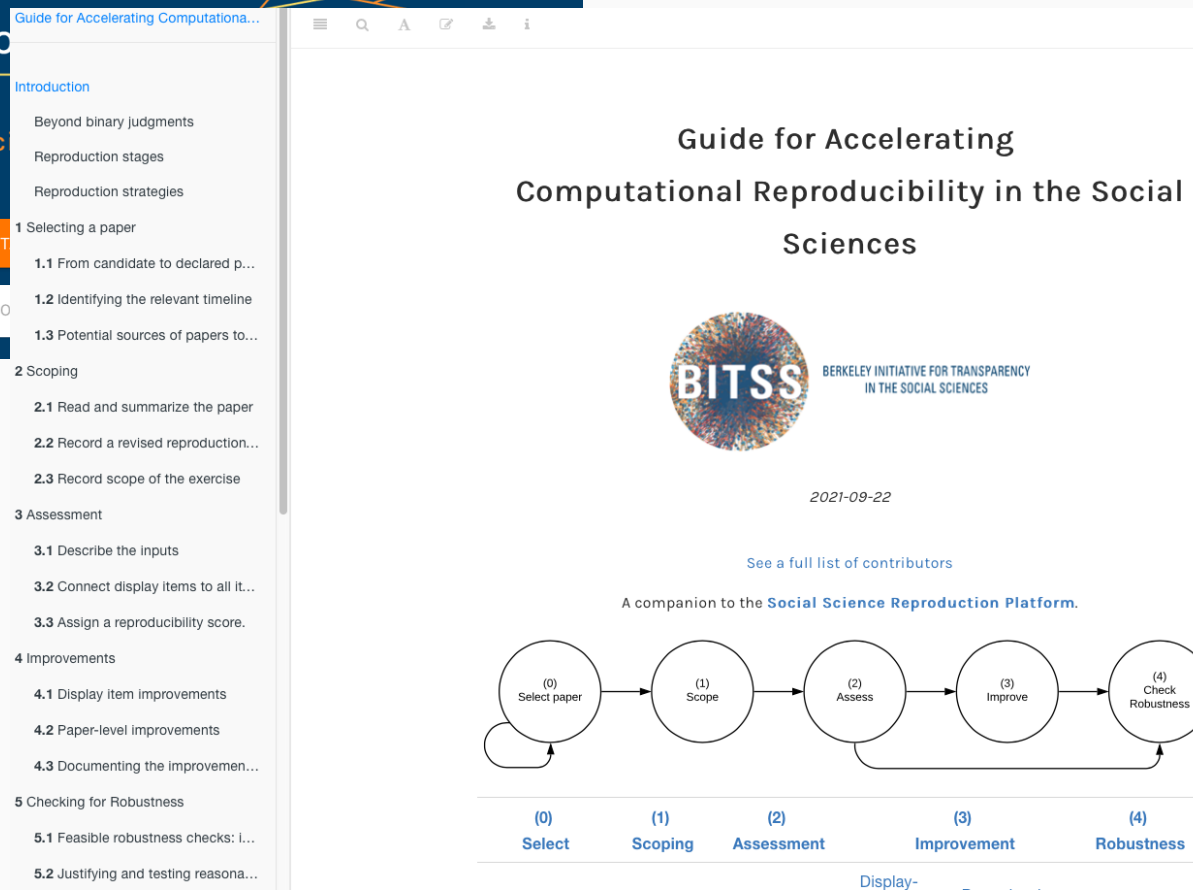 Guide for Accelerating Computationa...
Introduction
Beyond binary judgments
Reproduction stages
Reproduction strategies
1 Selecting a paper
1.1 From candidate to declared p...
1.2 Identifying the relevant timeline
1.3 Potential sources of papers to...
2 Scoping
2.1 Read and summarize the paper
2.2 Record a revised reproduction...
2.3 Record scope of the exercise
3 Assessment
3.1 Describe the inputs
3.2 Connect display items to all it...
3.3 Assign a reproducibility score.
4 Improvements
4.1 Display item improvements
4.2 Paper-level improvements
4.3 Documenting the improvemen...
5 Checking for Robustness
5.1 Feasible robustness checks: i...
5.2 Justifying and testing reasona...
Guide for Accelerating
Computational Reproducibility in the Social
Sciences
BITSS
BERKELEY INITIATIVE FOR TRANSPARENCY
IN THE SOCIAL SCIENCES
2021-09-22
See a full list of contributors
A companion to the Social Science Reproduction Platform.
(0)
Select paper
(1)
Scope
(2)
Assess
(3)
Improve
(4)
Check
Robustness
(0) (1) (2) (3) (4)
Select Scoping Assessment Improvement Robustness
Display-